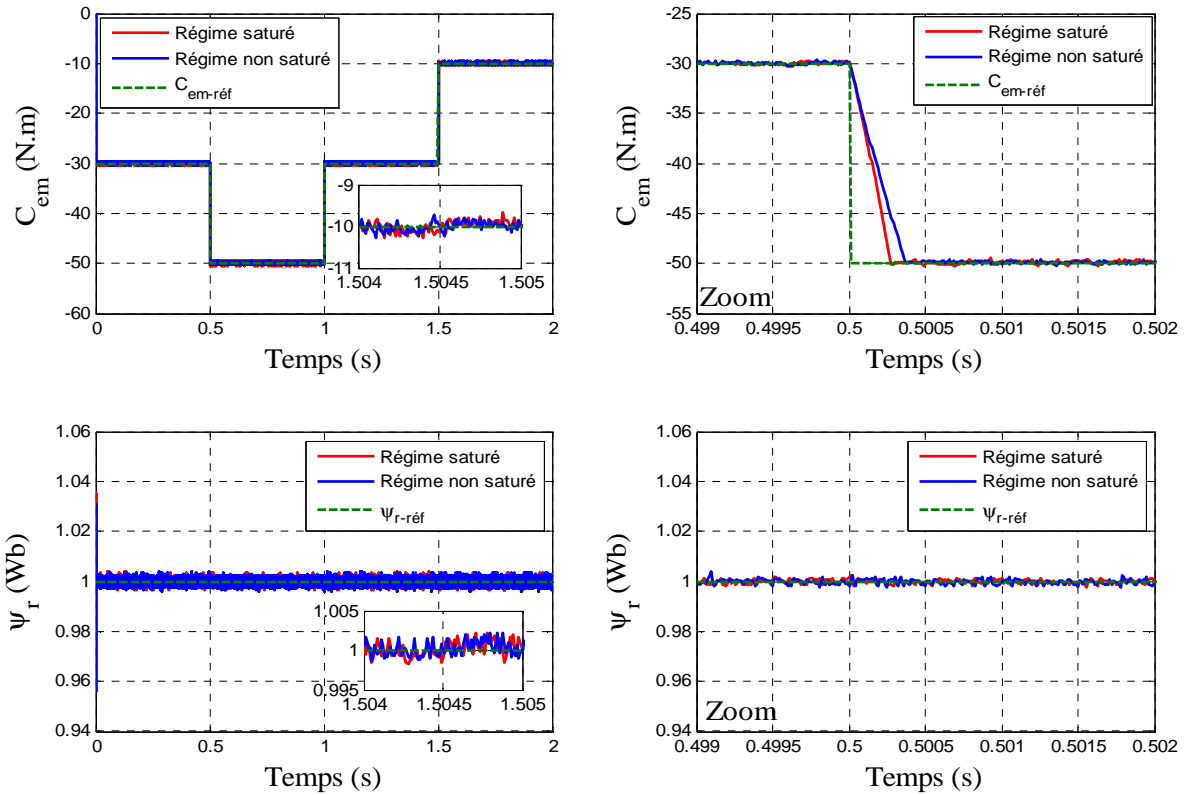 Régime saturé
Régime non saturé
C em-réf
0
-10
-20
-30
-40
-50
-60
C em (N.m)
-9
-10
-11
1.504 1.5045 1.505
0 0.5 1 1.5 2
Temps (s)
Régime saturé
Régime non saturé
C em-réf
-25
-30
-35
-40
-45
-50
-55
C em (N.m)
Zoom
0.499 0.4995 0.5 0.5005 0.501 0.5015 0.502
Temps (s)
Régime saturé
Régime non saturé
ψ r-réf
1.06
1.04
1.02
1
0.98
0.96
0.94
ψ r (Wb)
1.005
1
0.995
1.504 1.5045 1.505
0 0.5 1 1.5 2
Temps (s)
Régime saturé
Régime non saturé
ψ r-réf
1.06
1.04
1.02
1
0.98
0.96
0.94
ψ r (Wb)
Zoom
0.499 0.4995 0.5 0.5005 0.501 0.5015 0.502
Temps (s)